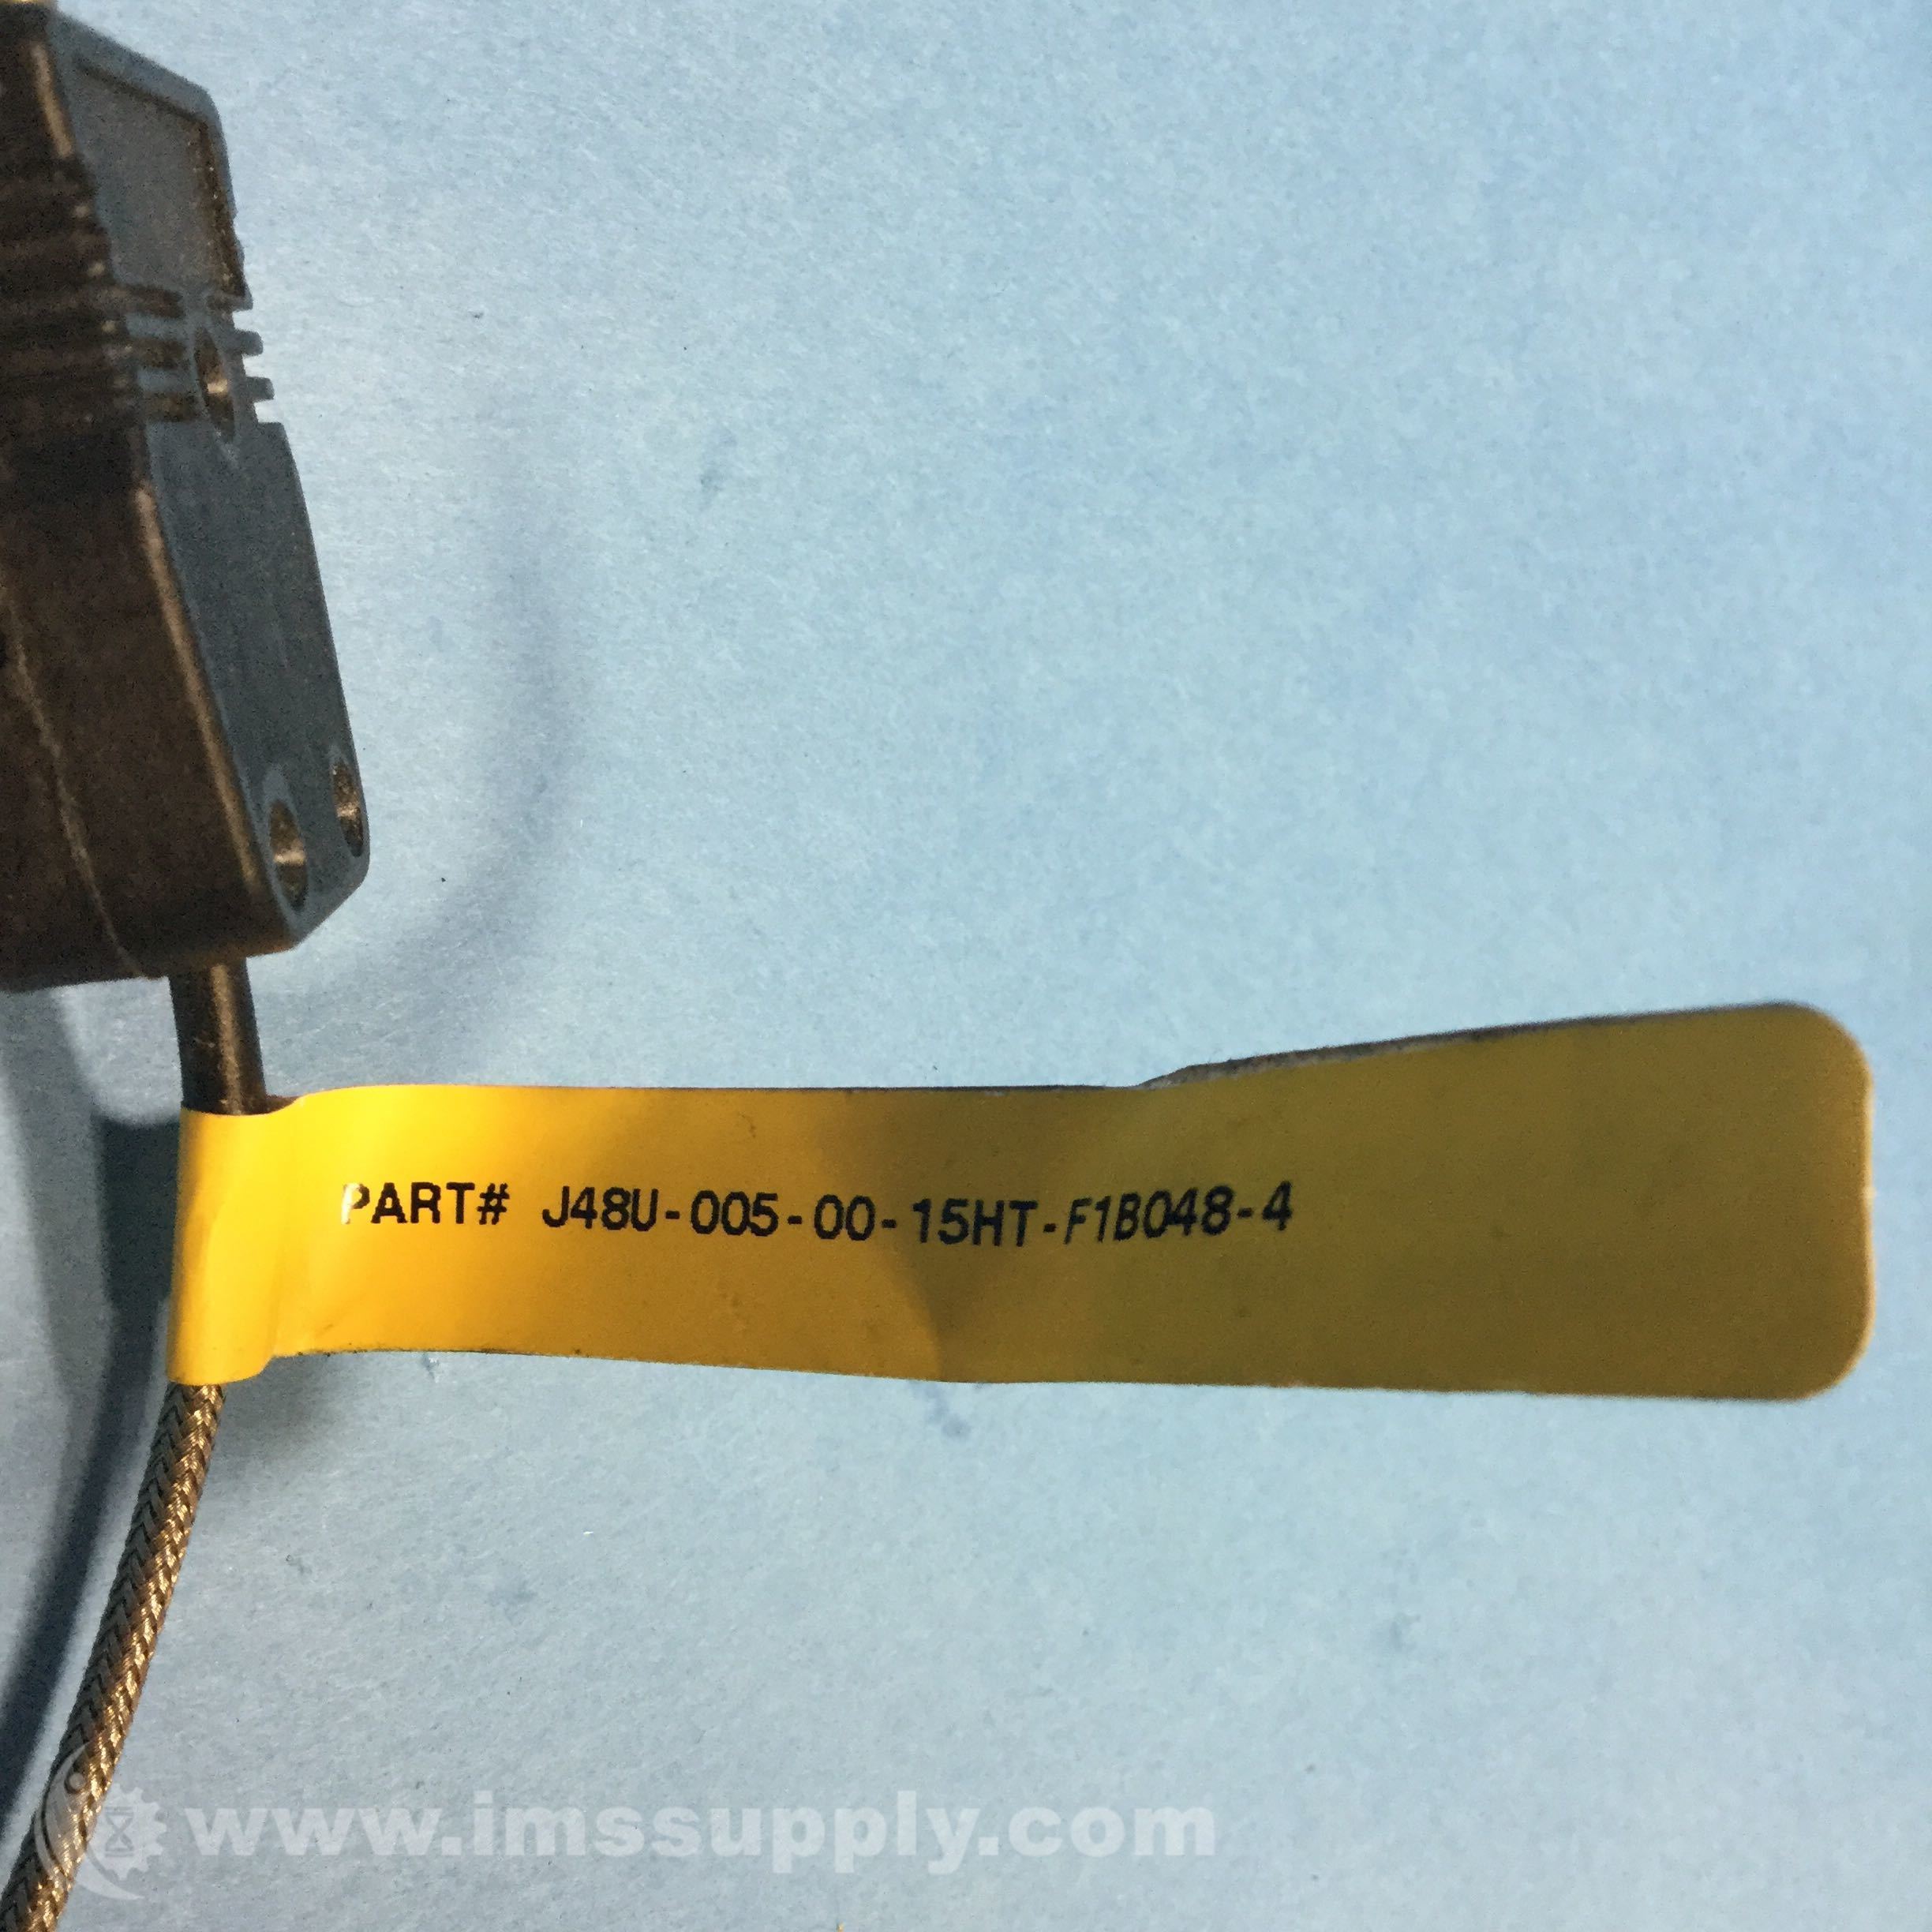 PART# J48U-005-00-15HT-F1B048-4
www.imssupply.com